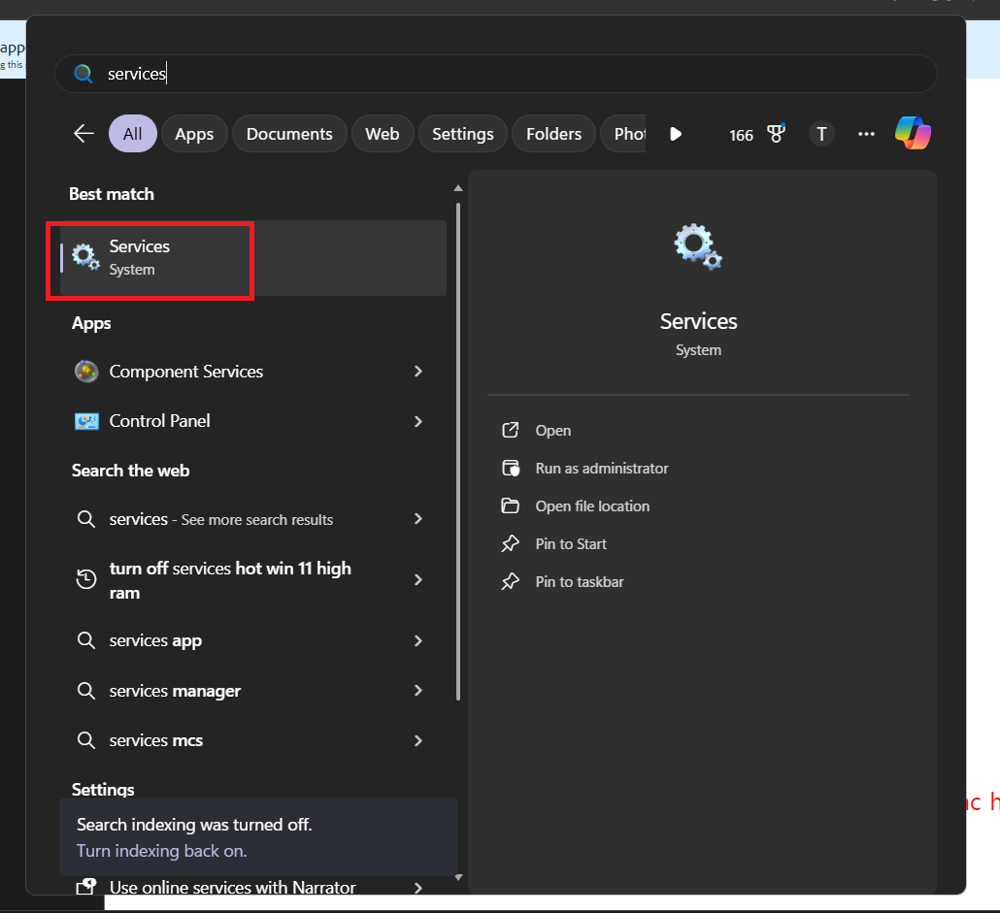 app
g this
services
All
Apps
Documents
Web
Settings
Folders
Phot
166
T
Best match
Services
System
Apps
Component Services
Control Panel
Search the web
services - See more search results
turn off services hot win 11 high
ram
services app
services manager
services mcs
Settings
Search indexing was turned off.
Turn indexing back on.
Use online services with Narrator
Services
System
Open
Run as administrator
Open file location
Pin to Start
Pin to taskbar